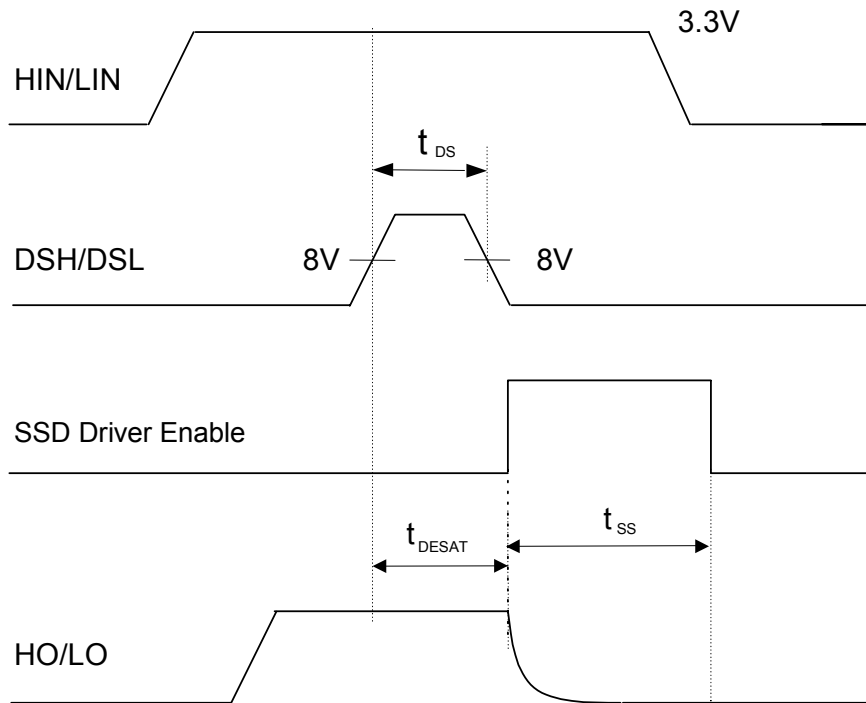 3.3V
HIN/LIN
t DS
DSH/DSL
8V
8V
SSD Driver Enable
t DESAT
t SS
HO/LO